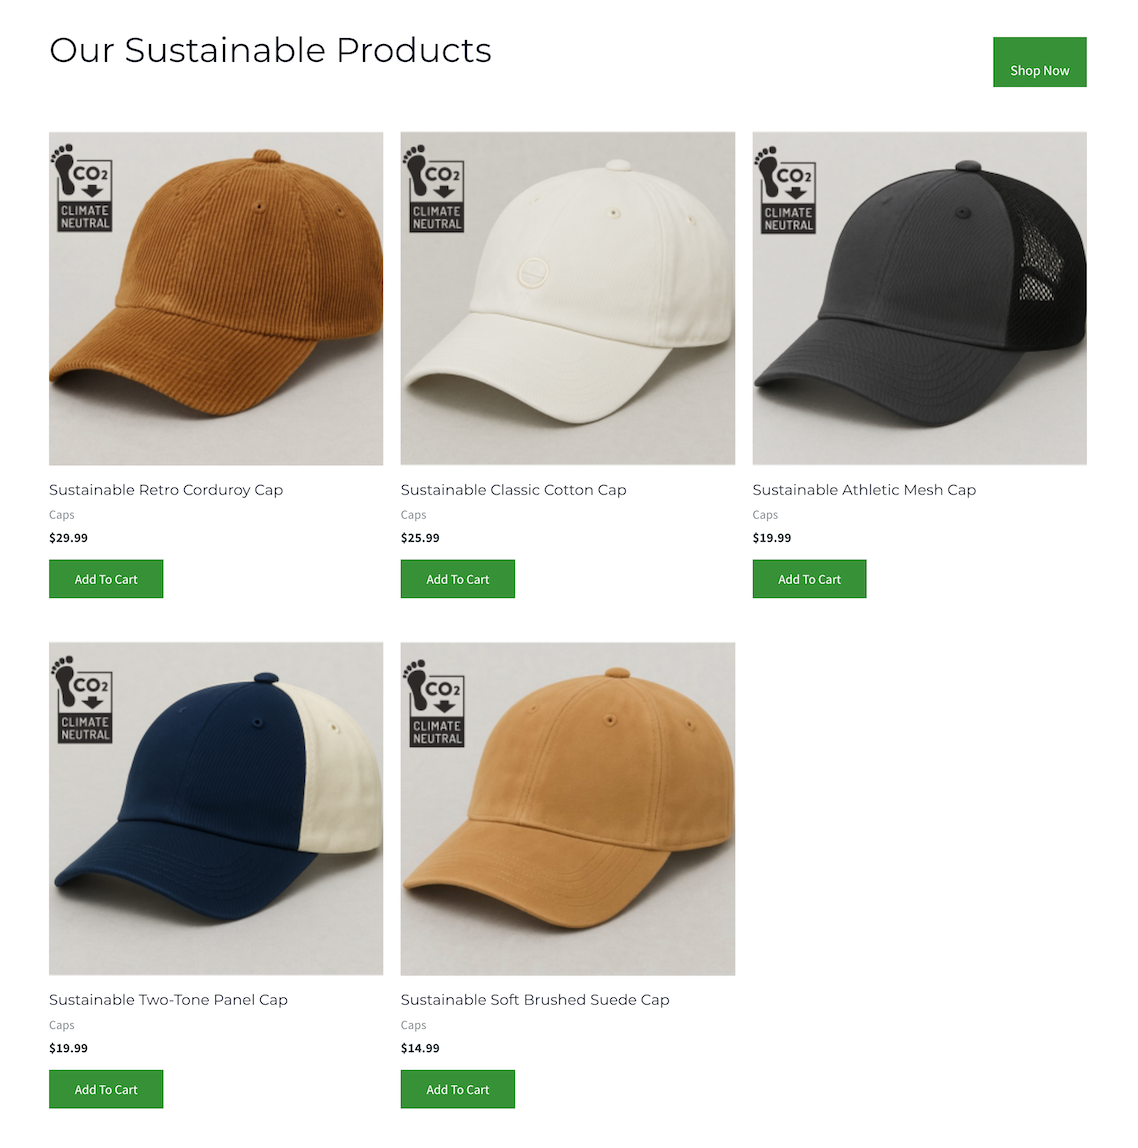 Our Sustainable Products
Shop Now
CO2
CLIMATE
NEUTRAL
CO2
CLIMATE
NEUTRAL
CO2
CLIMATE
NEUTRAL
Sustainable Retro Corduroy Cap
Caps
$29.99
Add To Cart
Sustainable Classic Cotton Cap
Caps
$25.99
Add To Cart
Sustainable Athletic Mesh Cap
Caps
$19.99
Add To Cart
CO2
CLIMATE
NEUTRAL
CO2
CLIMATE
NEUTRAL
Sustainable Two-Tone Panel Cap
Caps
$19.99
Add To Cart
Sustainable Soft Brushed Suede Cap
Caps
$14.99
Add To Cart